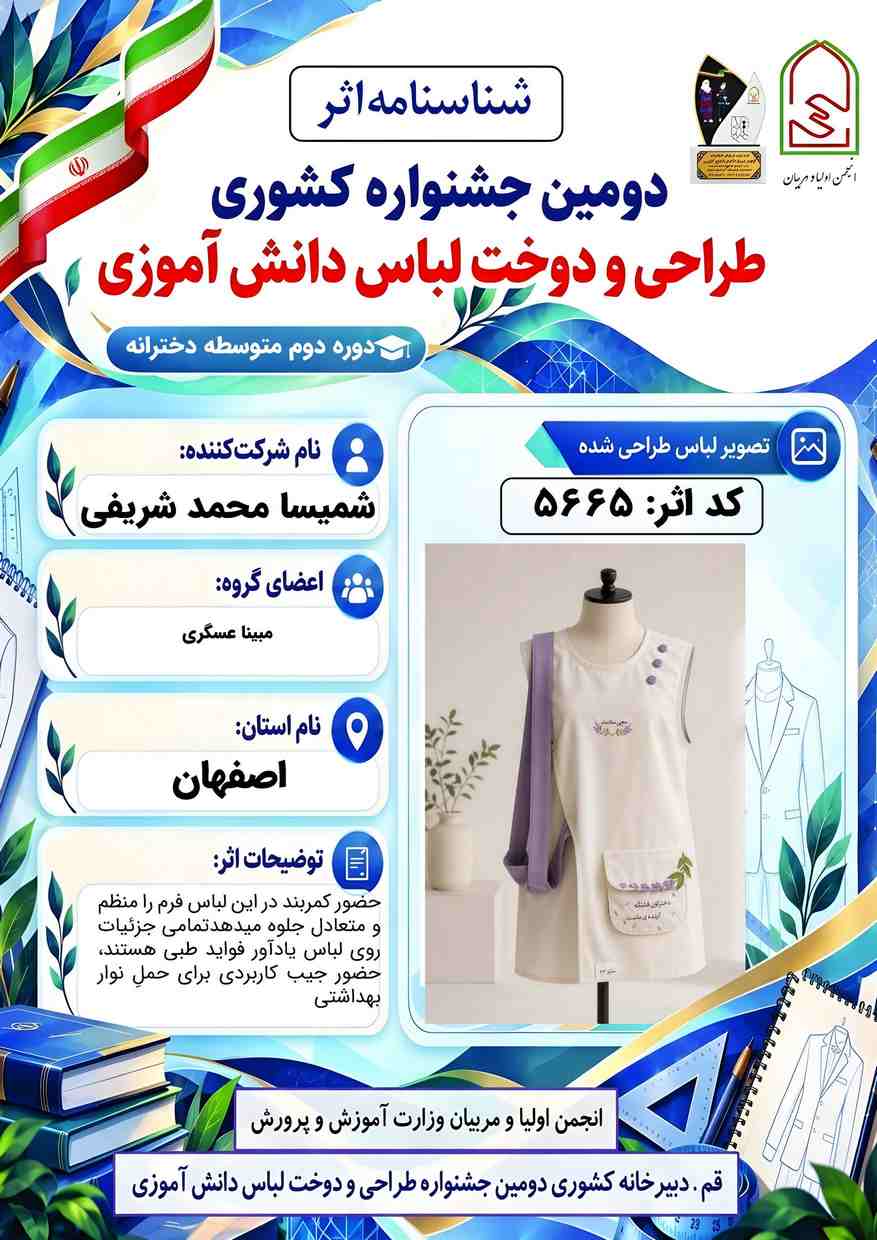 شناسنامه اثر
انجمن اولیا و مربیان
دومین جشنواره کشوری
طراحی و دوخت لباس دانش آموزی
دوره دوم متوسطه دخترانه
تصویر لباس طراحی شده
کد اثر: ۵۶۶۵
نام شرکت‌کننده:
شمیسا محمد شریفی
اعضای گروه:
مبینا عسگری
نام استان:
اصفهان
توضیحات اثر:
حضور کمربند در این لباس فرم را منظم
و متعادل جلوه میدهدتمامی جزئیات
روی لباس یادآور فواید طبی هستند،
حضور جیب کاربردی برای حملِ نوار
بهداشتی
دختران
آینده ی ماست
انجمن اولیا و مربیان وزارت آموزش و پرورش
قم . دبیرخانه کشوری دومین جشنواره طراحی و دوخت لباس دانش آموزی